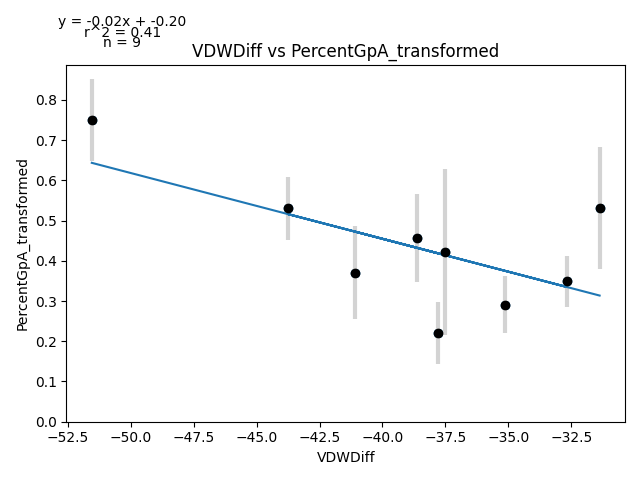 y = -0.02x + -0.20
r^2 = 0.41
n = 9
VDWDiff vs PercentGpA_transformed
PercentGpA_transformed
0.8
0.7
0.6
0.5
0.4
0.3
0.2
0.1
0.0
−52.5 −50.0 −47.5 −45.0 −42.5 −40.0 −37.5 −35.0 −32.5
VDWDiff